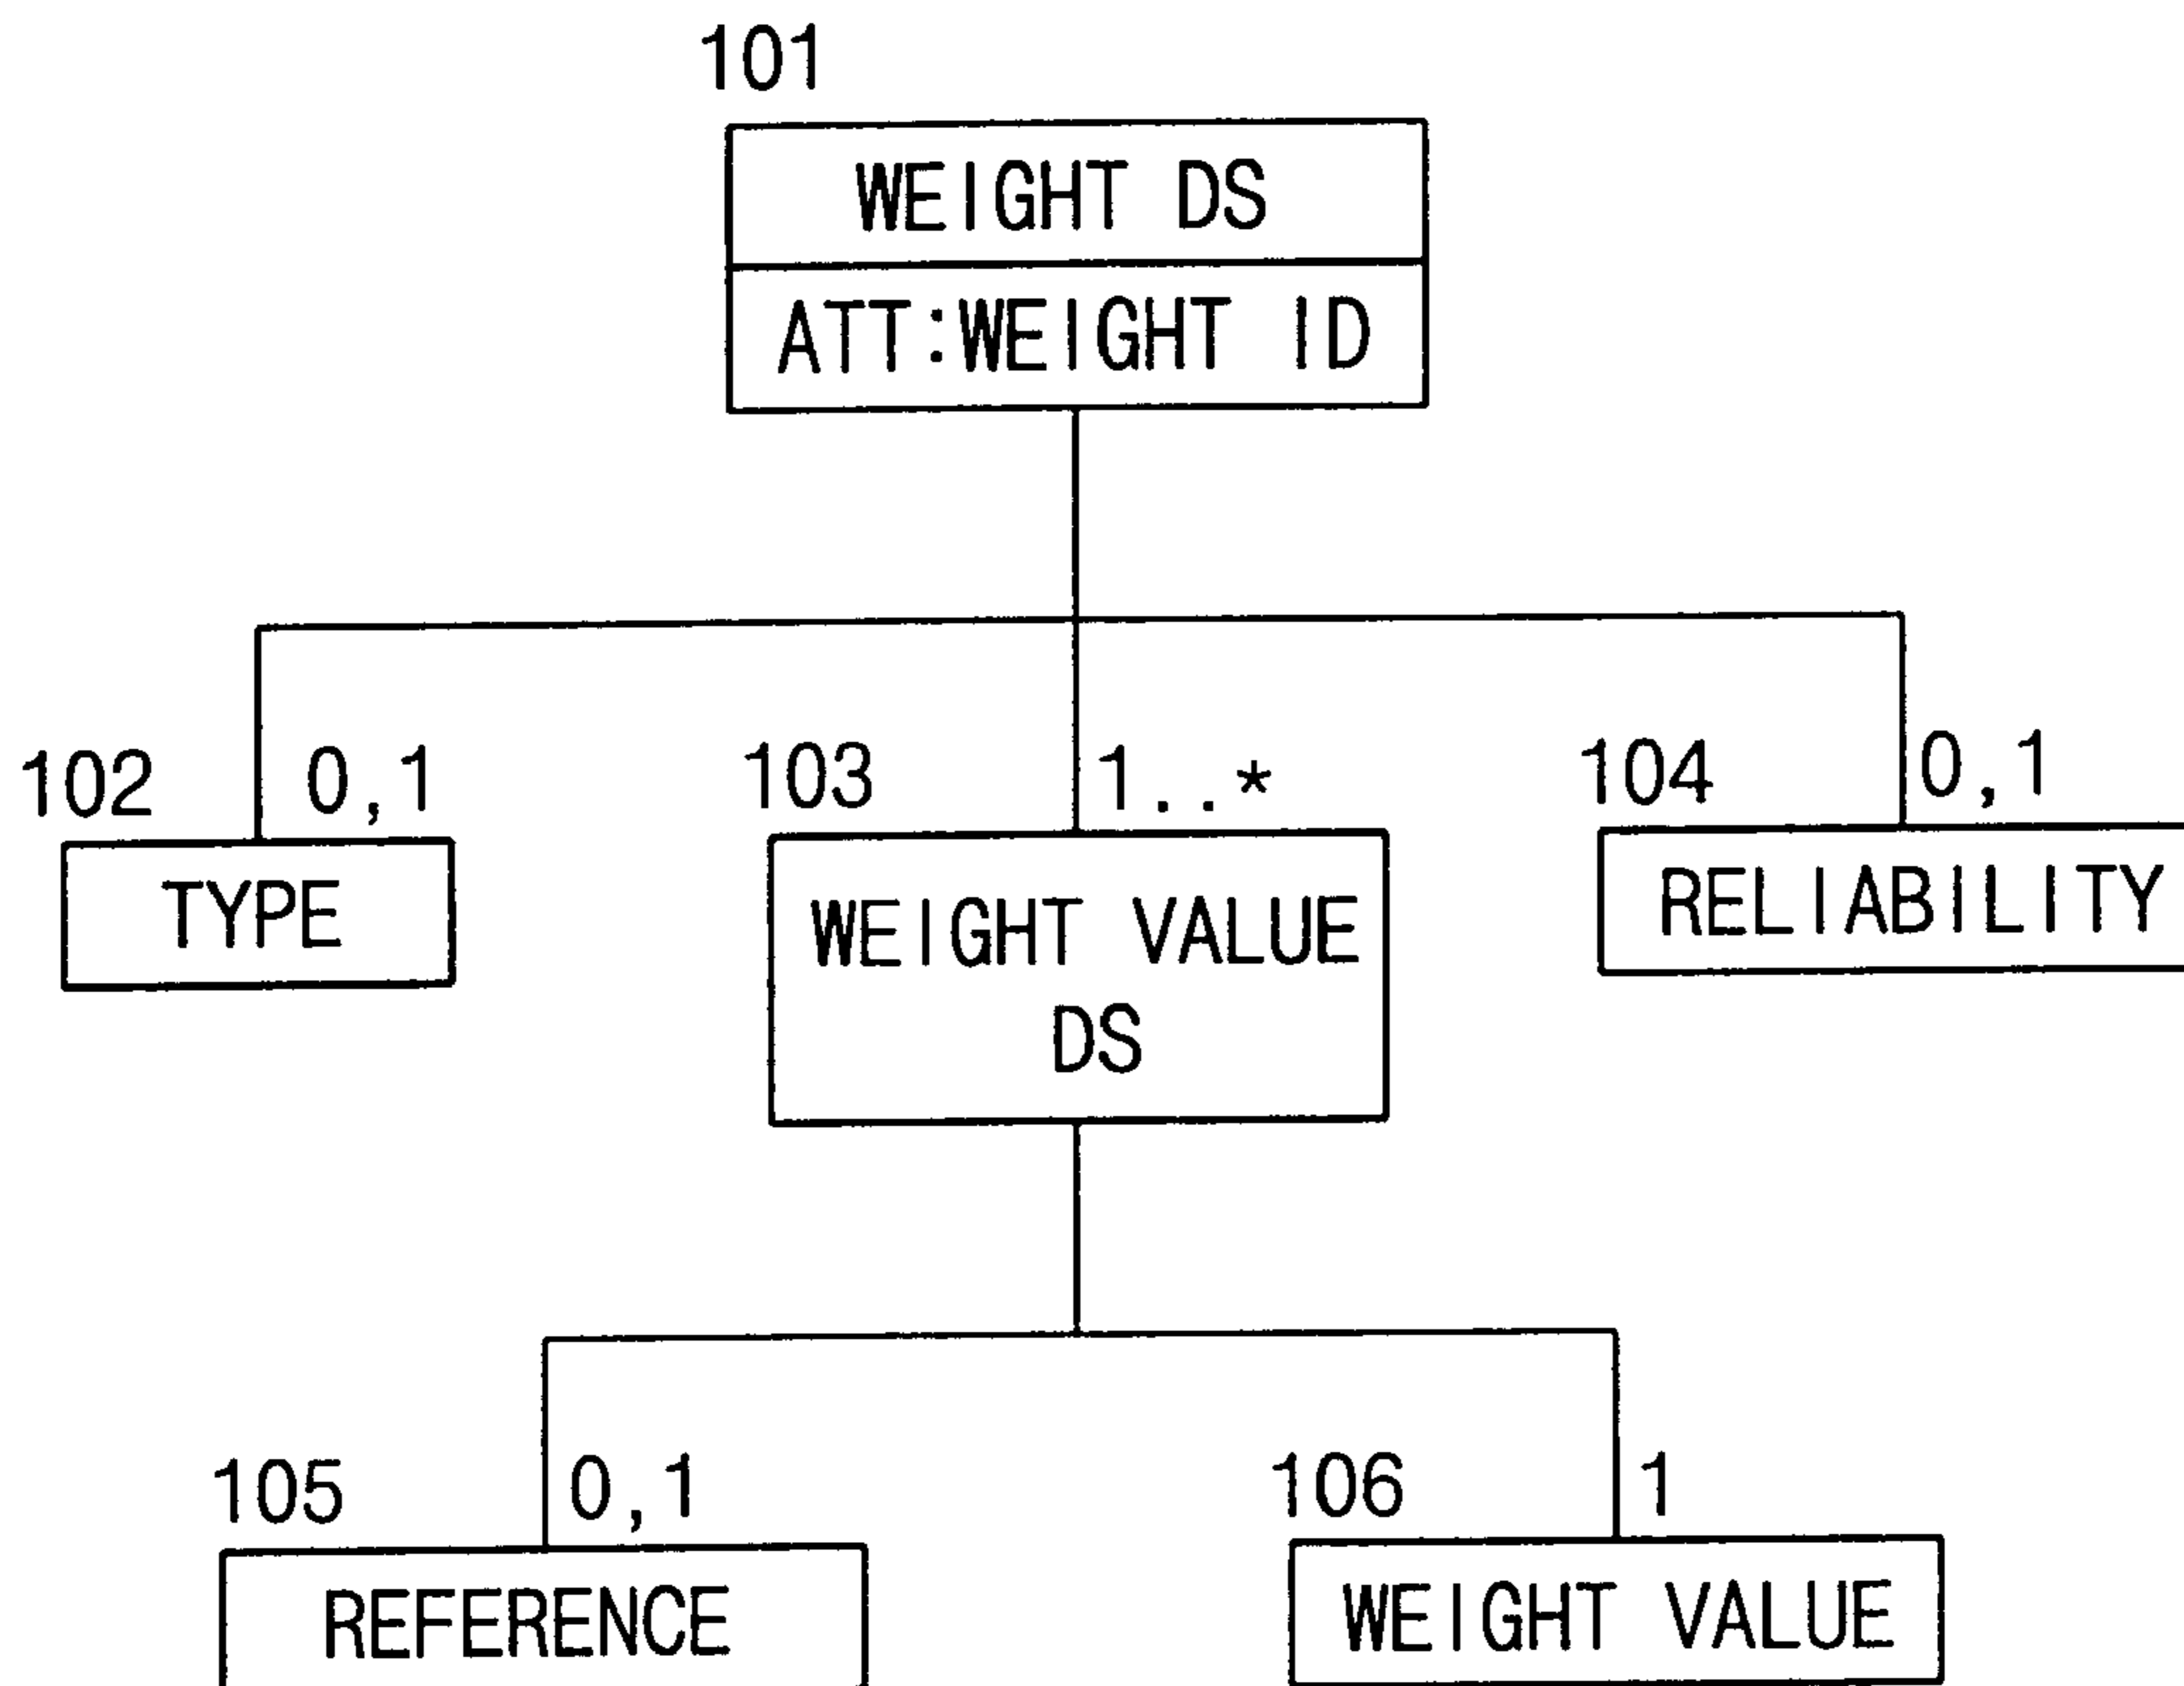 101
WEIGHT DS
ATT:WEIGHT ID
102 0,1 103 1..* 104 0,1
TYPE
WEIGHT VALUE
DS
RELIABILITY
105 0,1 106 1
REFERENCE
WEIGHT VALUE